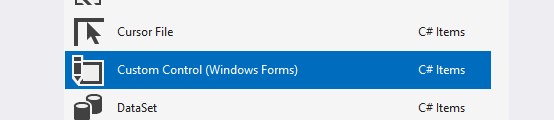 Cursor File C# Items
Custom Control (Windows Forms) C# Items
DataSet C# Items